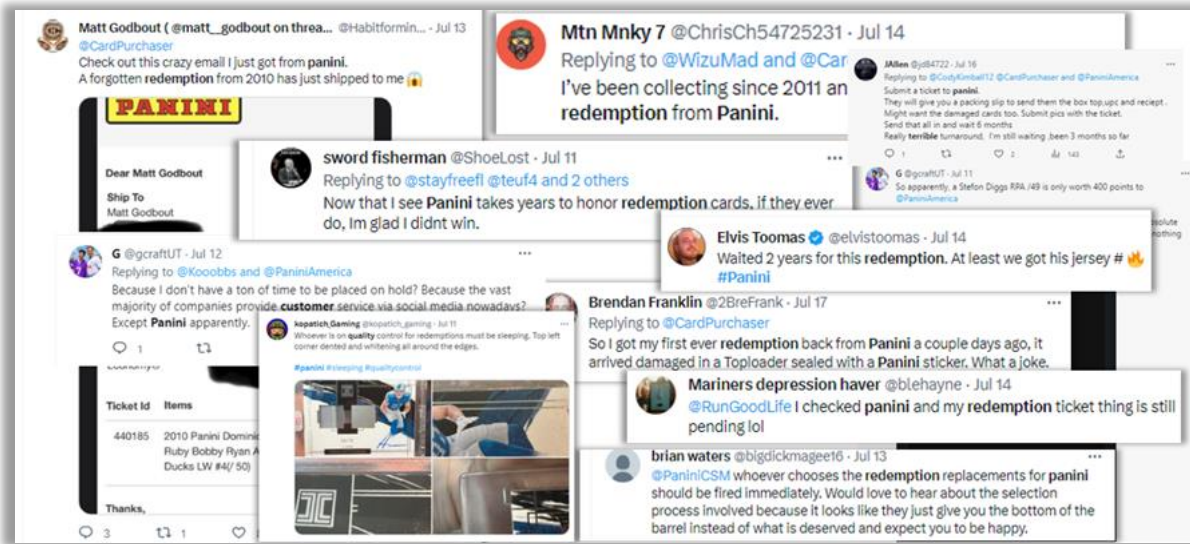 Matt Godbout ( @matt__godbout on threa... @Habitformin... · Jul 13
@CardPurchaser
Check out this crazy email I just got from panini.
A forgotten redemption from 2010 has just shipped to me 😱
PANINI
Dear Matt Godbout
Ship To
Matt Godbout
Mtn Mnky 7 @ChrisCh54725231 · Jul 14
Replying to @WizuMad and
I've been collecting since 2011
redemption from Panini.
JAllen @jd84722 · Jul 16
Replying to @CodyKimball12 @CardPurchaser and @PaniniAmerica
Submit a ticket to panini.
They will give you a packing slip to send them the box top,upc and reciept .
Might want the damaged cards too. Submit pics with the ticket.
Send that all in and wait 6 months
Really terrible turnaround, I'm still waiting ,been 3 months so far
1 2 143
sword fisherman @ShoeLost · Jul 11
Replying to @stayfreefl @teuf4 and 2 others
Now that I see Panini takes years to honor redemption cards, if they ever
do, Im glad I didnt win.
G @gcraftUT · Jul 11
So apparently, a Stefon Diggs RPA /49 is only worth 400 points to
@PaniniAmerica
nothing
Elvis Toomas @elvistoomas · Jul 14
Waited 2 years for this redemption. At least we got his jersey # 🔥
#Panini
G @gcraftUT · Jul 12
Replying to @Kooobbs and @PaniniAmerica
Because I don't have a ton of time to be placed on hold? Because the vast
majority of companies provide customer service via social media nowadays?
Except Panini apparently.
1
Brendan Franklin @2BreFrank · Jul 17
Replying to @CardPurchaser
So I got my first ever redemption back from Panini a couple days ago, it
arrived damaged in a Toploader sealed with a Panini sticker. What a joke.
kopatich_Gaming @kopatich_gaming · Jul 11
Whoever is on quality control for redemptions must be sleeping. Top left
corner dented and whitening all around the edges.
#panini #sleeping #qualitycontrol
Mariners depression haver @blehayne · Jul 14
@RunGoodLife I checked panini and my redemption ticket thing is still
pending lol
Ticket Id Items
440185 2010 Panini
Ruby Bobby Ryan
Ducks LW #4(/ 50)
Thanks,
3 1
brian waters @bigdickmagee16 · Jul 13
@PaniniCSM whoever chooses the redemption replacements for panini
should be fired immediately. Would love to hear about the selection
process involved because it looks like they just give you the bottom of the
barrel instead of what is deserved and expect you to be happy.